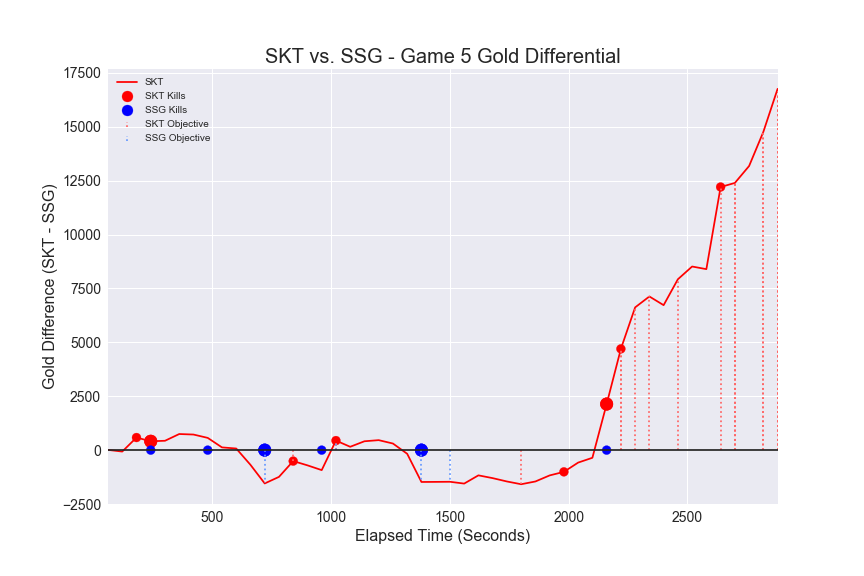 SKT vs. SSG - Game 5 Gold Differential
SKT
SKT Kills
SSG Kills
SKT Objective
SSG Objective
Gold Difference (SKT - SSG)
17500
15000
12500
10000
7500
5000
2500
0
−2500
500
1000
1500
2000
2500
Elapsed Time (Seconds)